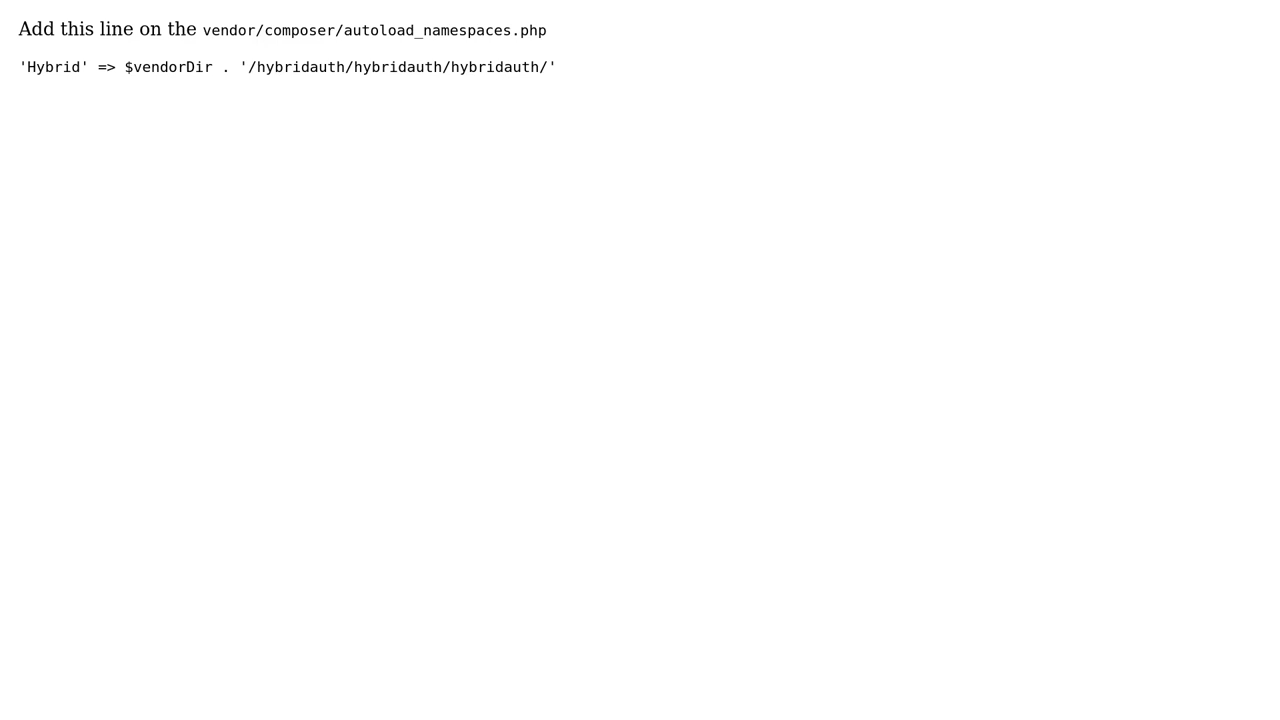 Add this line on the vendor/composer/autoload_namespaces.php
'Hybrid' => $vendorDir . '/hybridauth/hybridauth/hybridauth/'